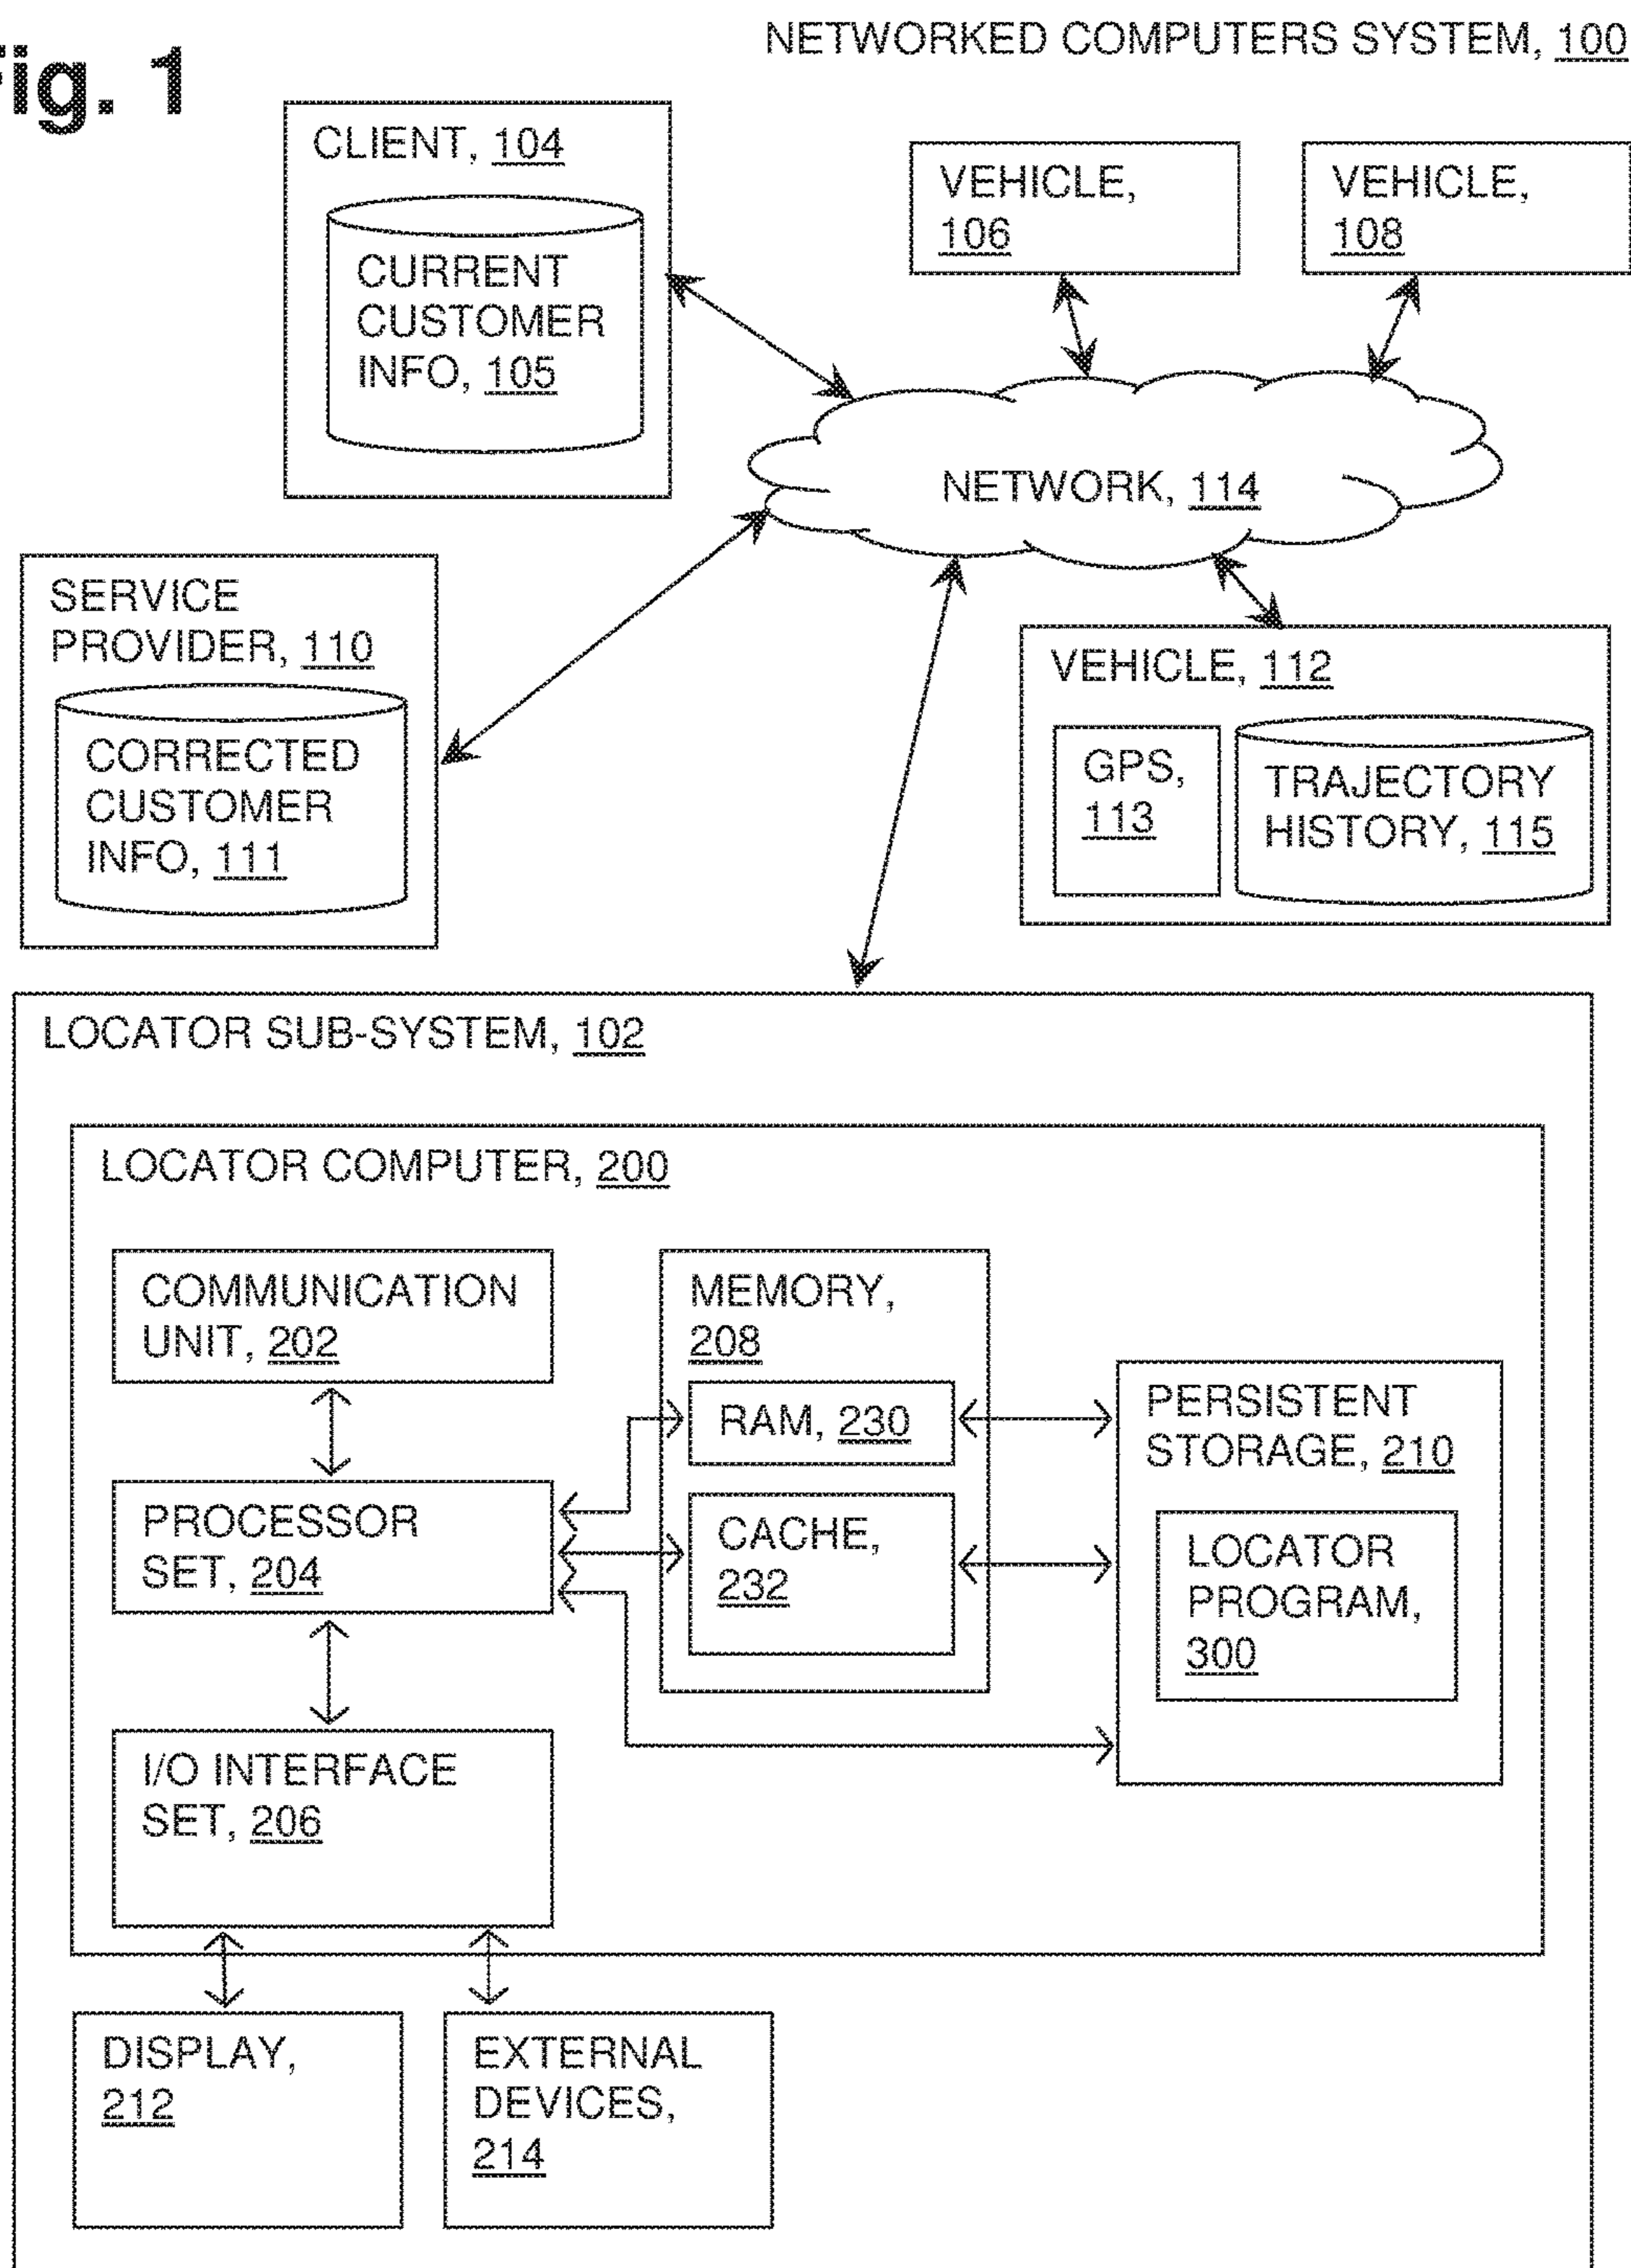 Fig. 1
NETWORKED COMPUTERS SYSTEM, 100
CLIENT, 104
CURRENT
CUSTOMER
INFO, 105
VEHICLE,
106
VEHICLE,
108
NETWORK, 114
SERVICE
PROVIDER, 110
CORRECTED
CUSTOMER
INFO, 111
VEHICLE, 112
GPS,
113
TRAJECTORY
HISTORY, 115
LOCATOR SUB-SYSTEM, 102
LOCATOR COMPUTER, 200
COMMUNICATION
UNIT, 202
MEMORY,
208
RAM, 230
CACHE,
232
PERSISTENT
STORAGE, 210
LOCATOR
PROGRAM,
300
PROCESSOR
SET, 204
I/O INTERFACE
SET, 206
DISPLAY,
212
EXTERNAL
DEVICES,
214